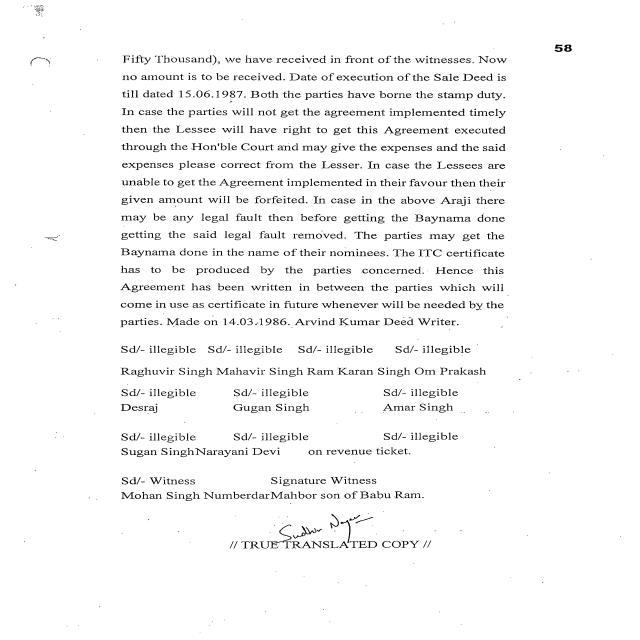 58
Fifty Thousand), we have received in front of the witnesses. Now
no amount is to be received. Date of execution of the Sale Deed is
till dated 15.06.1987. Both the parties have borne the stamp duty.
In case the parties will not get the agreement implemented timely
then the Lessee will have right to get this Agreement executed
through the Hon'ble Court and may give the expenses and the said
expenses please correct from the Lesser. In case the Lessees are
unable to get the Agreement implemented in their favour then their
given amount will be forfeited. In case in the above Araji there
may be any legal fault then before getting the Baynama done
getting the said legal fault removed. The parties may get the
Baynama done in the name of their nominees. The ITC certificate
has to be produced by the parties concerned. Hence this
Agreement has been written in between the parties which will
come in use as certificate in future whenever will be needed by the
parties. Made on 14.03.1986. Arvind Kumar Deed Writer.
Sd/- illegible Sd/- illegible Sd/- illegible Sd/- illegible
Raghuvir Singh Mahavir Singh Ram Karan Singh Om Prakash
Sd/- illegible Sd/- illegible Sd/- illegible
Desraj Gugan Singh Amar Singh
Sd/- illegible Sd/- illegible Sd/- illegible
Sugan SinghNarayani Devi on revenue ticket.
Sd/- Witness Signature Witness
Mohan Singh NumberdarMahbor son of Babu Ram.
Sudhir
// TRUE TRANSLATED COPY //